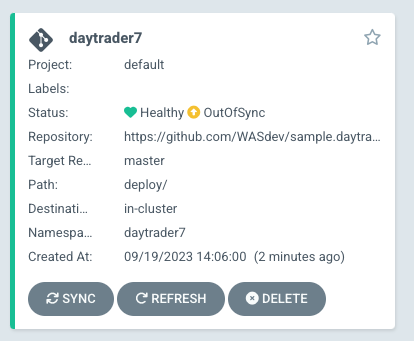 daytrader7
Project: default
Labels:
Status: Healthy OutOfSync
Repository: https://github.com/WASdev/sample.daytra...
Target Re... master
Path: deploy/
Destinati... in-cluster
Namespa... daytrader7
Created At: 09/19/2023 14:06:00 (2 minutes ago)
SYNC REFRESH DELETE